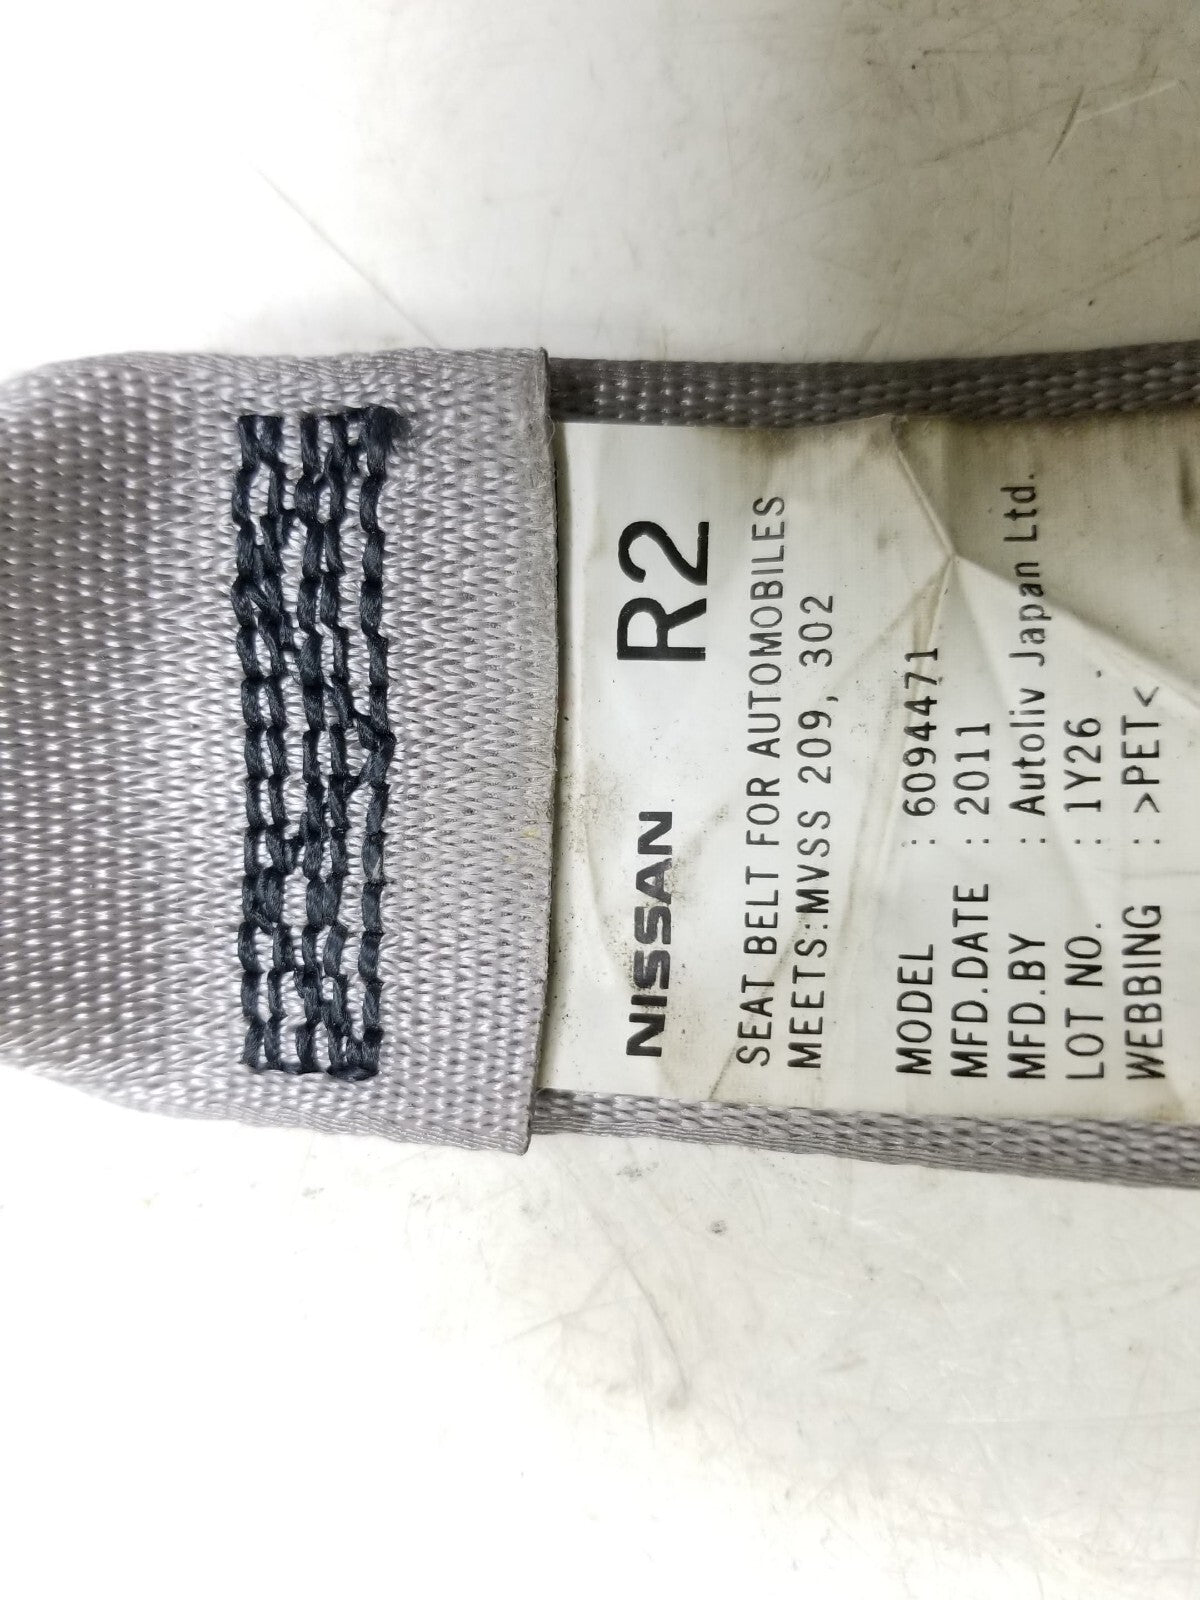 NISSAN R2
SEAT BELT FOR AUTOMOBILES
MEETS:MVSS 209, 302
MODEL : 6094471
MFD.DATE : 2011
MFD.BY : Autoliv Japan Ltd.
LOT NO. : 1Y26
WEBBING : >PET<